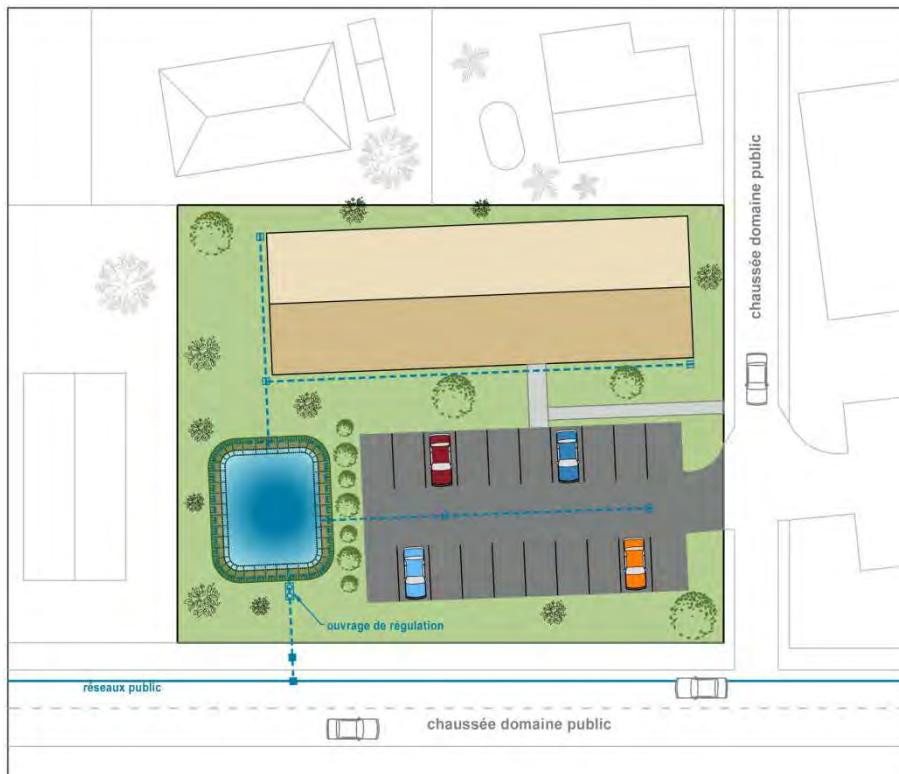 chaussée domaine public
ouvrage de régulation
réseaux public
chaussée domaine public